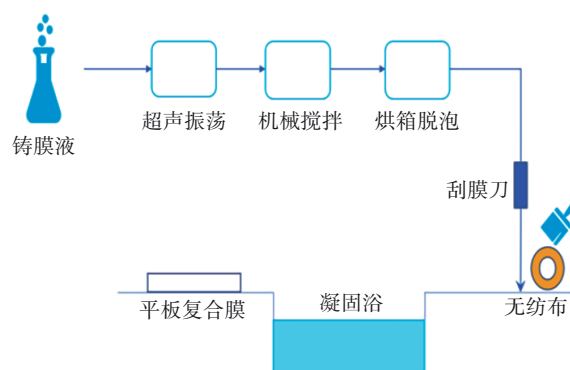 铸膜液
超声振荡
机械搅拌
烘箱脱泡
刮膜刀
平板复合膜
凝固浴
无纺布